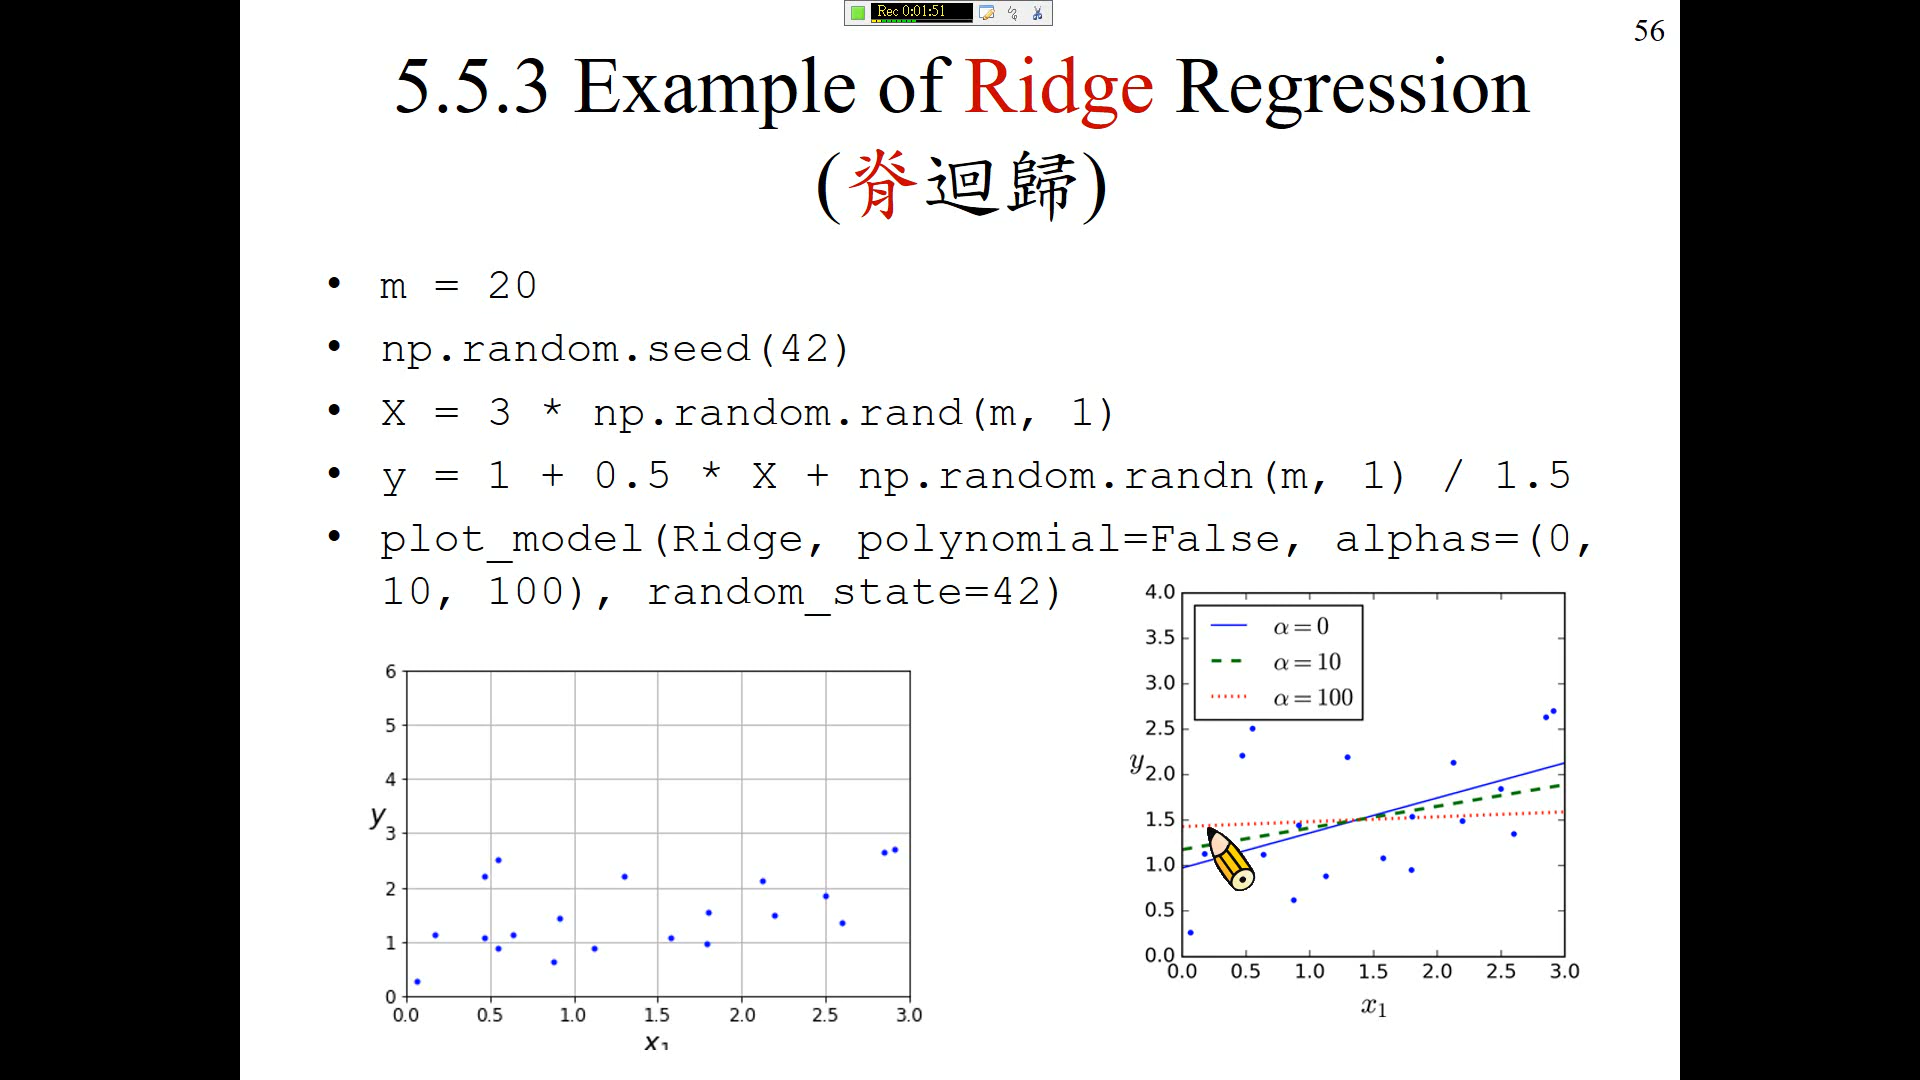 Rec 0:01:51
56
5.5.3 Example of Ridge Regression
(脊迴歸)
• m = 20
• np.random.seed(42)
• X = 3 * np.random.rand(m, 1)
• y = 1 + 0.5 * X + np.random.randn(m, 1) / 1.5
• plot_model(Ridge, polynomial=False, alphas=(0,
10, 100), random_state=42)
6
5
4
y
3
2
1
0
0.0 0.5 1.0 1.5 2.0 2.5 3.0
x₁
4.0
α = 0
3.5
α = 10
3.0
α = 100
2.5
y
2.0
1.5
1.0
0.5
0.0
0.0 0.5 1.0 1.5 2.0 2.5 3.0
x₁